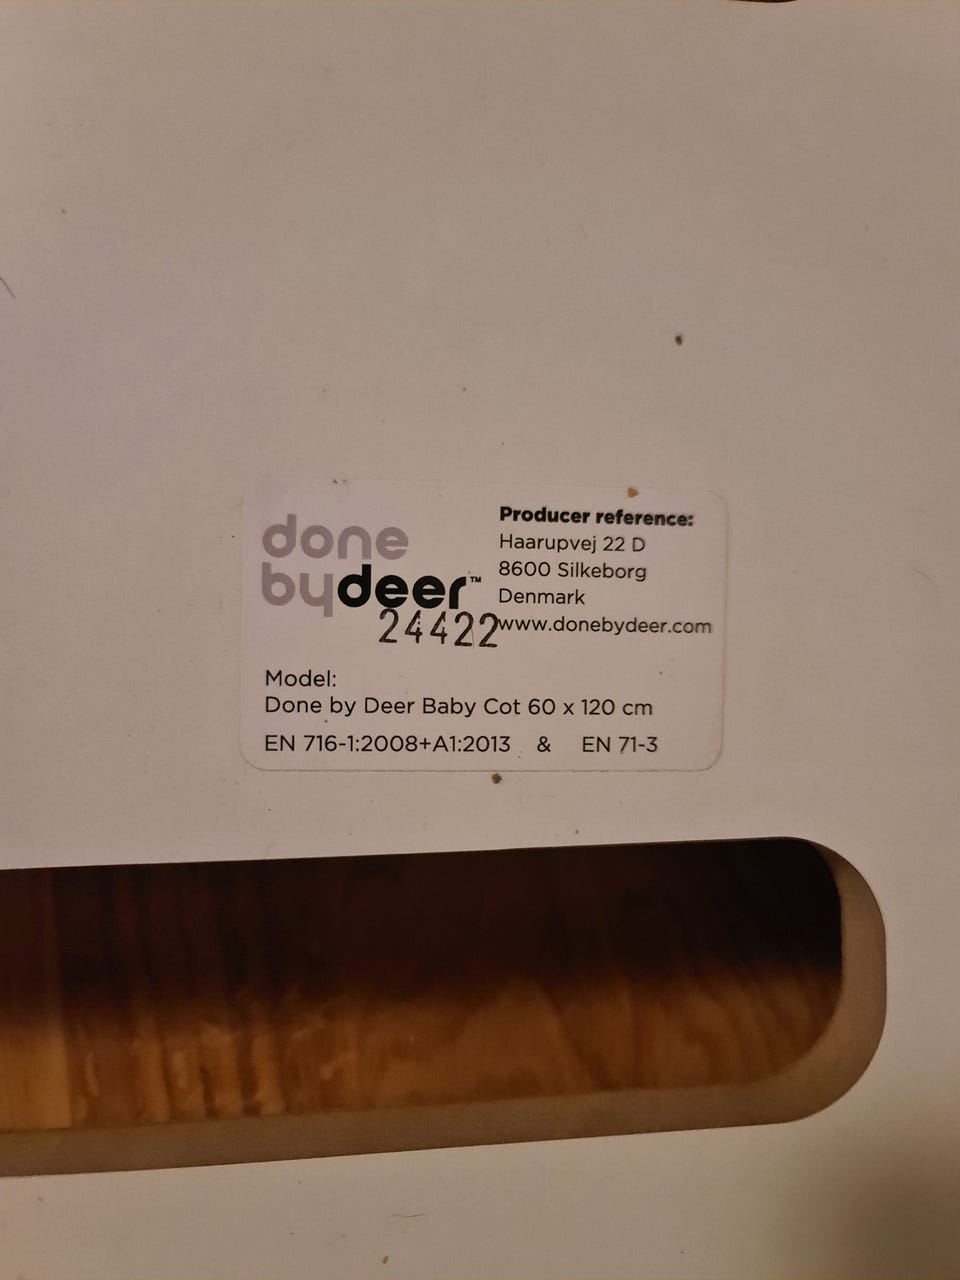 done
bydeer™
24422
Producer reference:
Haarupvej 22 D
8600 Silkeborg
Denmark
www.donebydeer.com
Model:
Done by Deer Baby Cot 60 x 120 cm
EN 716-1:2008+A1:2013 & EN 71-3